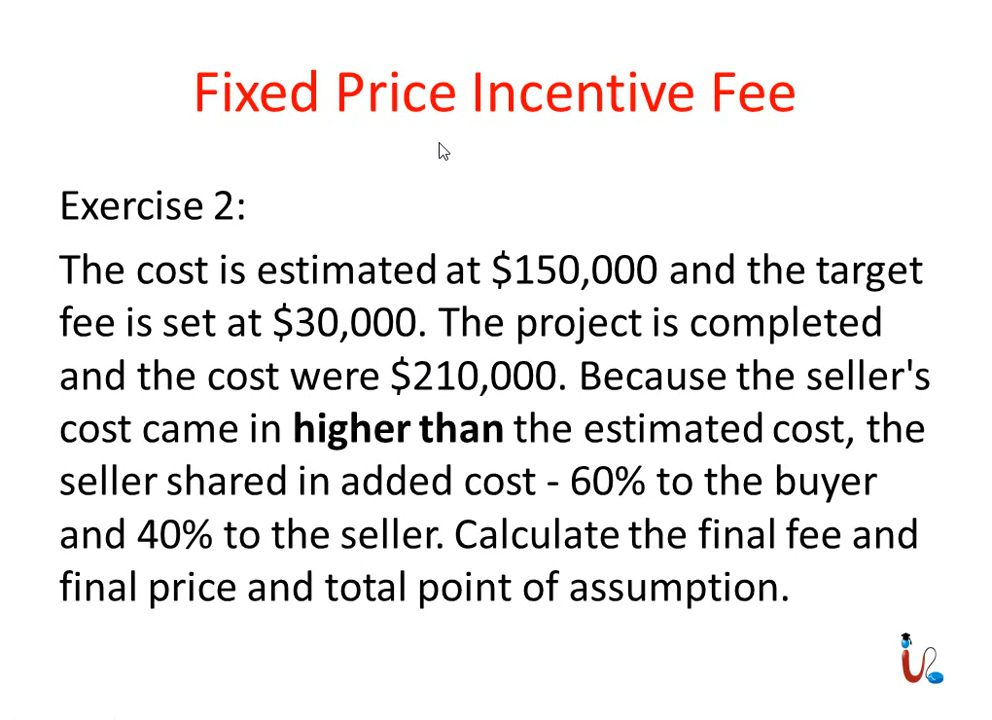 Fixed Price Incentive Fee
Exercise 2:
The cost is estimated at $150,000 and the target
fee is set at $30,000. The project is completed
and the cost were $210,000. Because the seller's
cost came in higher than the estimated cost, the
seller shared in added cost - 60% to the buyer
and 40% to the seller. Calculate the final fee and
final price and total point of assumption.